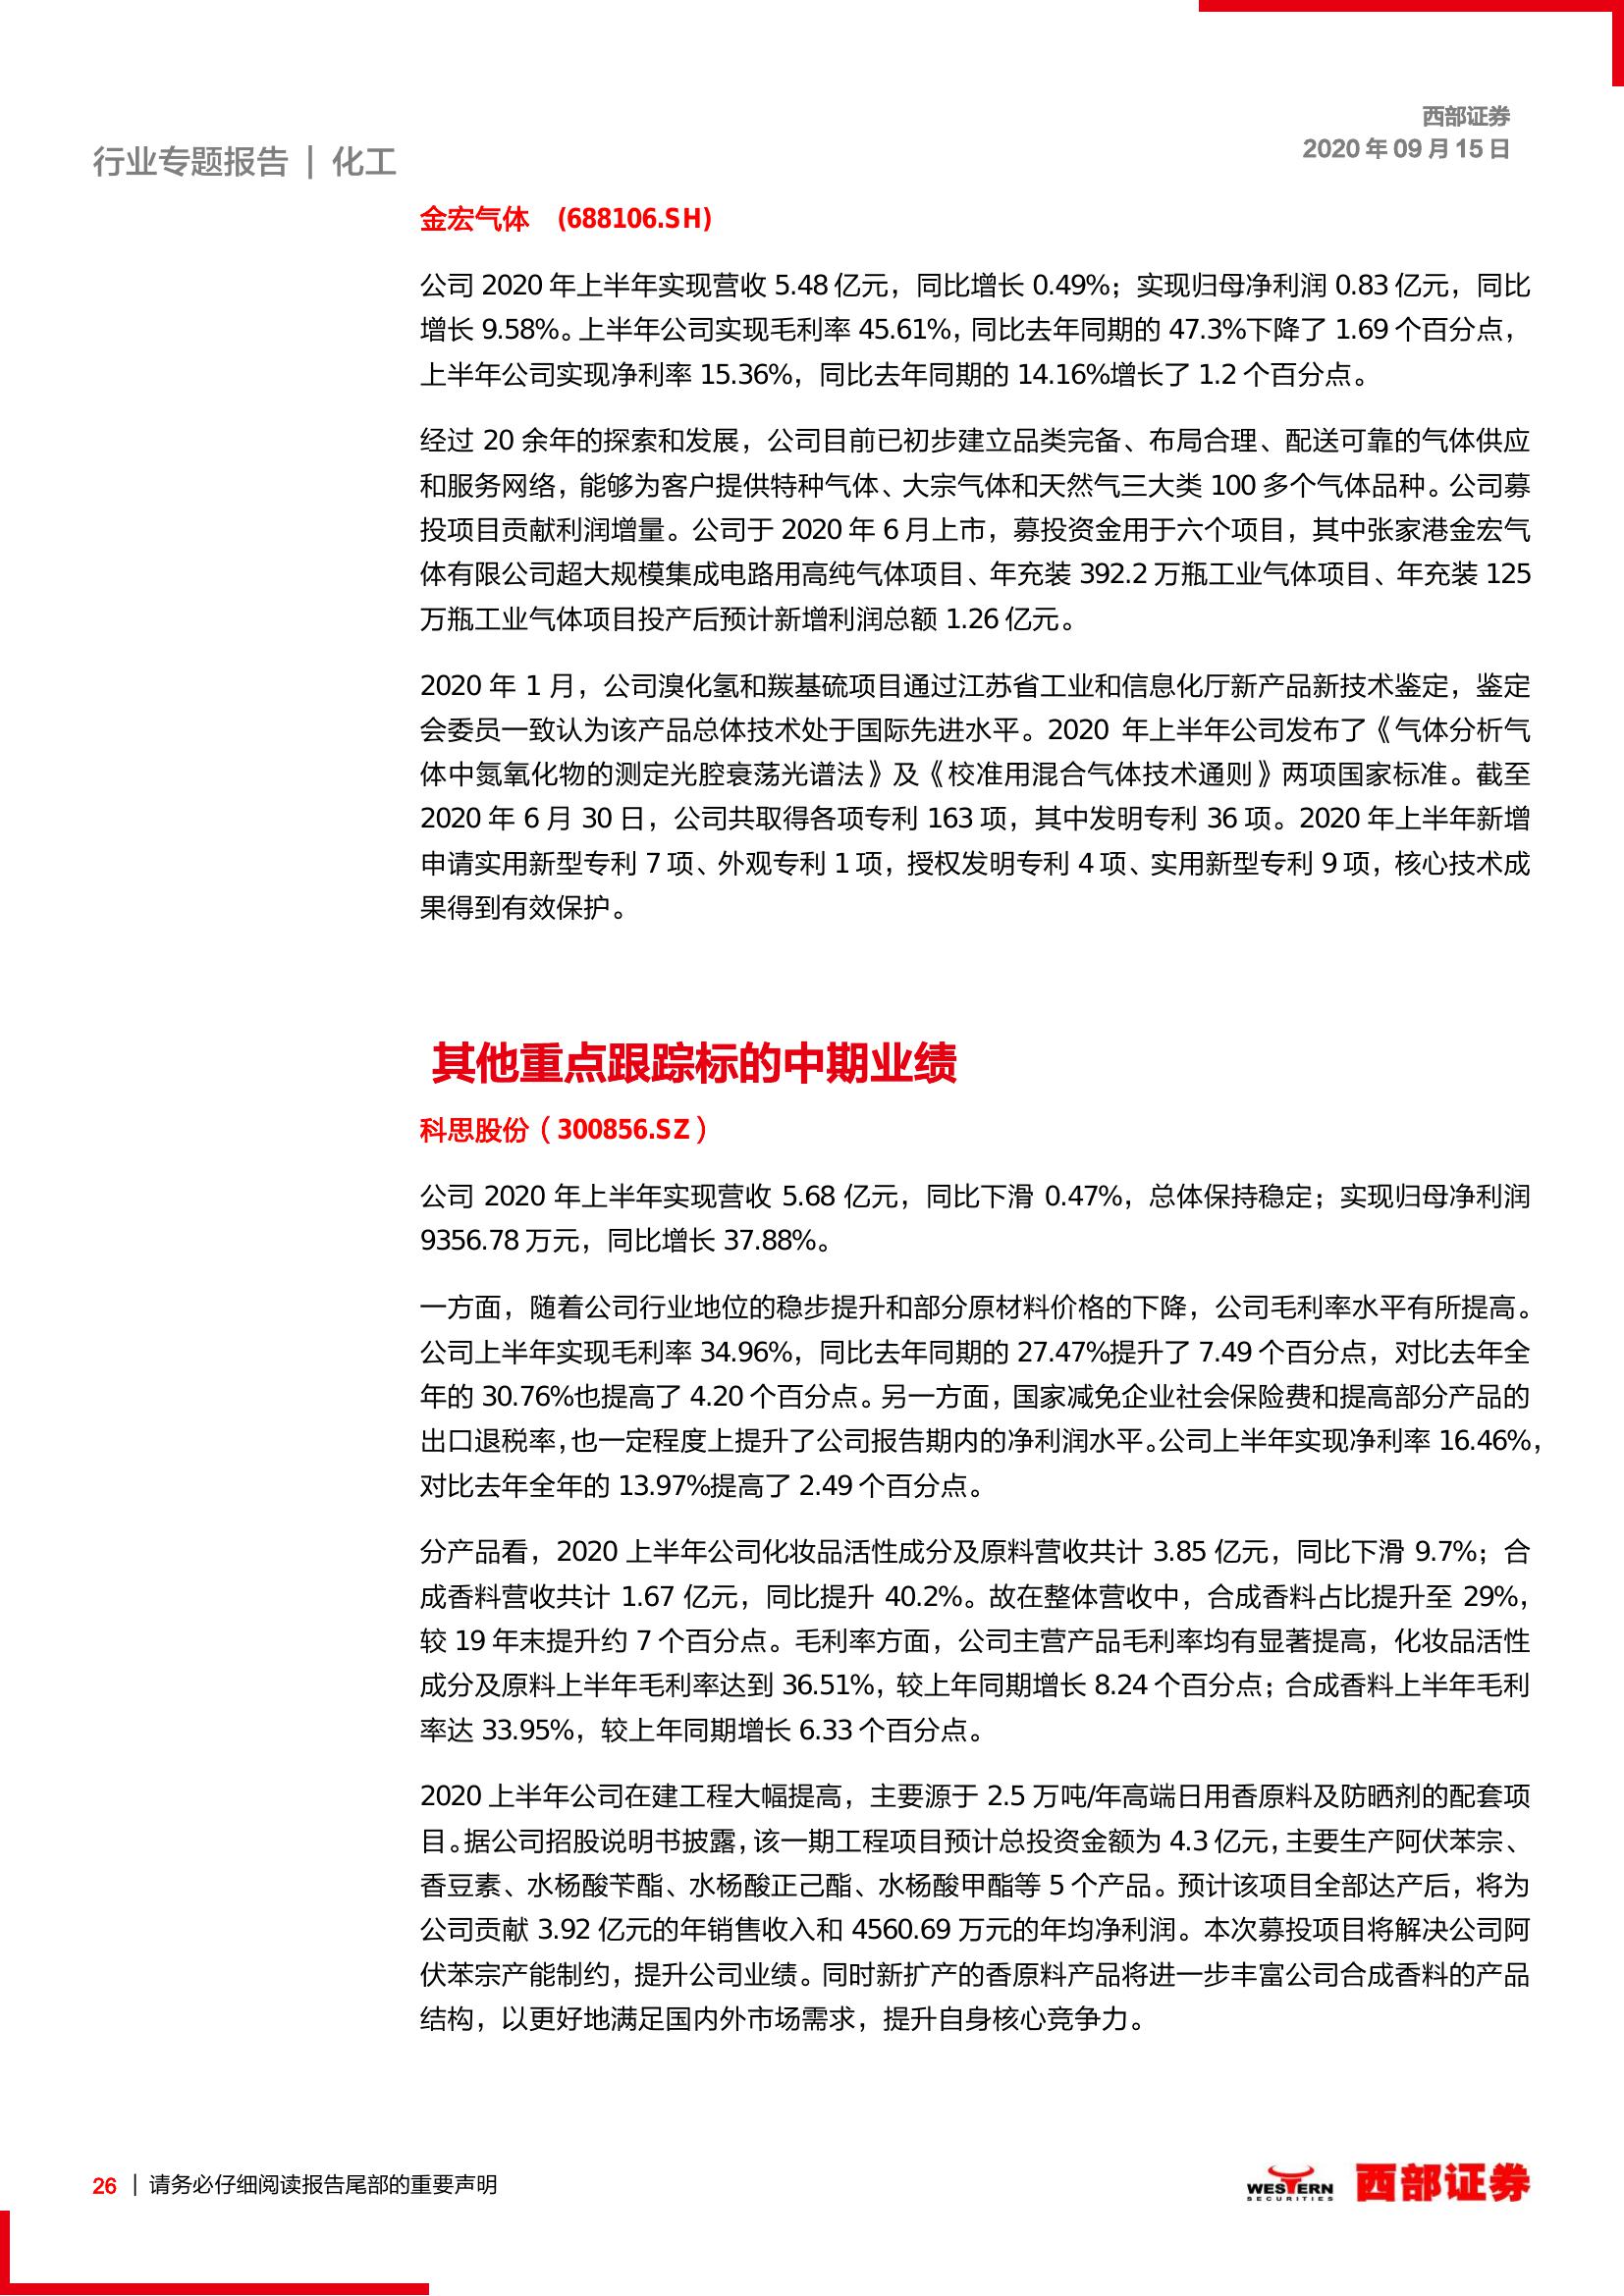 西部证券
2020 年 09 月 15 日
行业专题报告 | 化工
金宏气体 (688106.SH)
公司 2020 年上半年实现营收 5.48 亿元，同比增长 0.49%；实现归母净利润 0.83 亿元，同比
增长 9.58%。上半年公司实现毛利率 45.61%，同比去年同期的 47.3%下降了 1.69 个百分点，
上半年公司实现净利率 15.36%，同比去年同期的 14.16%增长了 1.2 个百分点。
经过 20 余年的探索和发展，公司目前已初步建立品类完备、布局合理、配送可靠的气体供应
和服务网络，能够为客户提供特种气体、大宗气体和天然气三大类 100 多个气体品种。公司募
投项目贡献利润增量。公司于 2020 年 6 月上市，募投资金用于六个项目，其中张家港金宏气
体有限公司超大规模集成电路用高纯气体项目、年充装 392.2 万瓶工业气体项目、年充装 125
万瓶工业气体项目投产后预计新增利润总额 1.26 亿元。
2020 年 1 月，公司溴化氢和羰基硫项目通过江苏省工业和信息化厅新产品新技术鉴定，鉴定
会委员一致认为该产品总体技术处于国际先进水平。2020 年上半年公司发布了《气体分析气
体中氮氧化物的测定光腔衰荡光谱法》及《校准用混合气体技术通则》两项国家标准。截至
2020 年 6 月 30 日，公司共取得各项专利 163 项，其中发明专利 36 项。2020 年上半年新增
申请实用新型专利 7 项、外观专利 1 项，授权发明专利 4 项、实用新型专利 9 项，核心技术成
果得到有效保护。
其他重点跟踪标的中期业绩
科思股份（300856.SZ）
公司 2020 年上半年实现营收 5.68 亿元，同比下滑 0.47%，总体保持稳定；实现归母净利润
9356.78 万元，同比增长 37.88%。
一方面，随着公司行业地位的稳步提升和部分原材料价格的下降，公司毛利率水平有所提高。
公司上半年实现毛利率 34.96%，同比去年同期的 27.47%提升了 7.49 个百分点，对比去年全
年的 30.76%也提高了 4.20 个百分点。另一方面，国家减免企业社会保险费和提高部分产品的
出口退税率，也一定程度上提升了公司报告期内的净利润水平。公司上半年实现净利率 16.46%，
对比去年全年的 13.97%提高了 2.49 个百分点。
分产品看，2020 上半年公司化妆品活性成分及原料营收共计 3.85 亿元，同比下滑 9.7%；合
成香料营收共计 1.67 亿元，同比提升 40.2%。故在整体营收中，合成香料占比提升至 29%，
较 19 年末提升约 7 个百分点。毛利率方面，公司主营产品毛利率均有显著提高，化妆品活性
成分及原料上半年毛利率达到 36.51%，较上年同期增长 8.24 个百分点；合成香料上半年毛利
率达 33.95%，较上年同期增长 6.33 个百分点。
2020 上半年公司在建工程大幅提高，主要源于 2.5 万吨/年高端日用香原料及防晒剂的配套项
目。据公司招股说明书披露，该一期工程项目预计总投资金额为 4.3 亿元，主要生产阿伏苯宗、
香豆素、水杨酸苄酯、水杨酸正己酯、水杨酸甲酯等 5 个产品。预计该项目全部达产后，将为
公司贡献 3.92 亿元的年销售收入和 4560.69 万元的年均净利润。本次募投项目将解决公司阿
伏苯宗产能制约，提升公司业绩。同时新扩产的香原料产品将进一步丰富公司合成香料的产品
结构，以更好地满足国内外市场需求，提升自身核心竞争力。
26 | 请务必仔细阅读报告尾部的重要声明
WESTERN
SECURITIES
西部证券